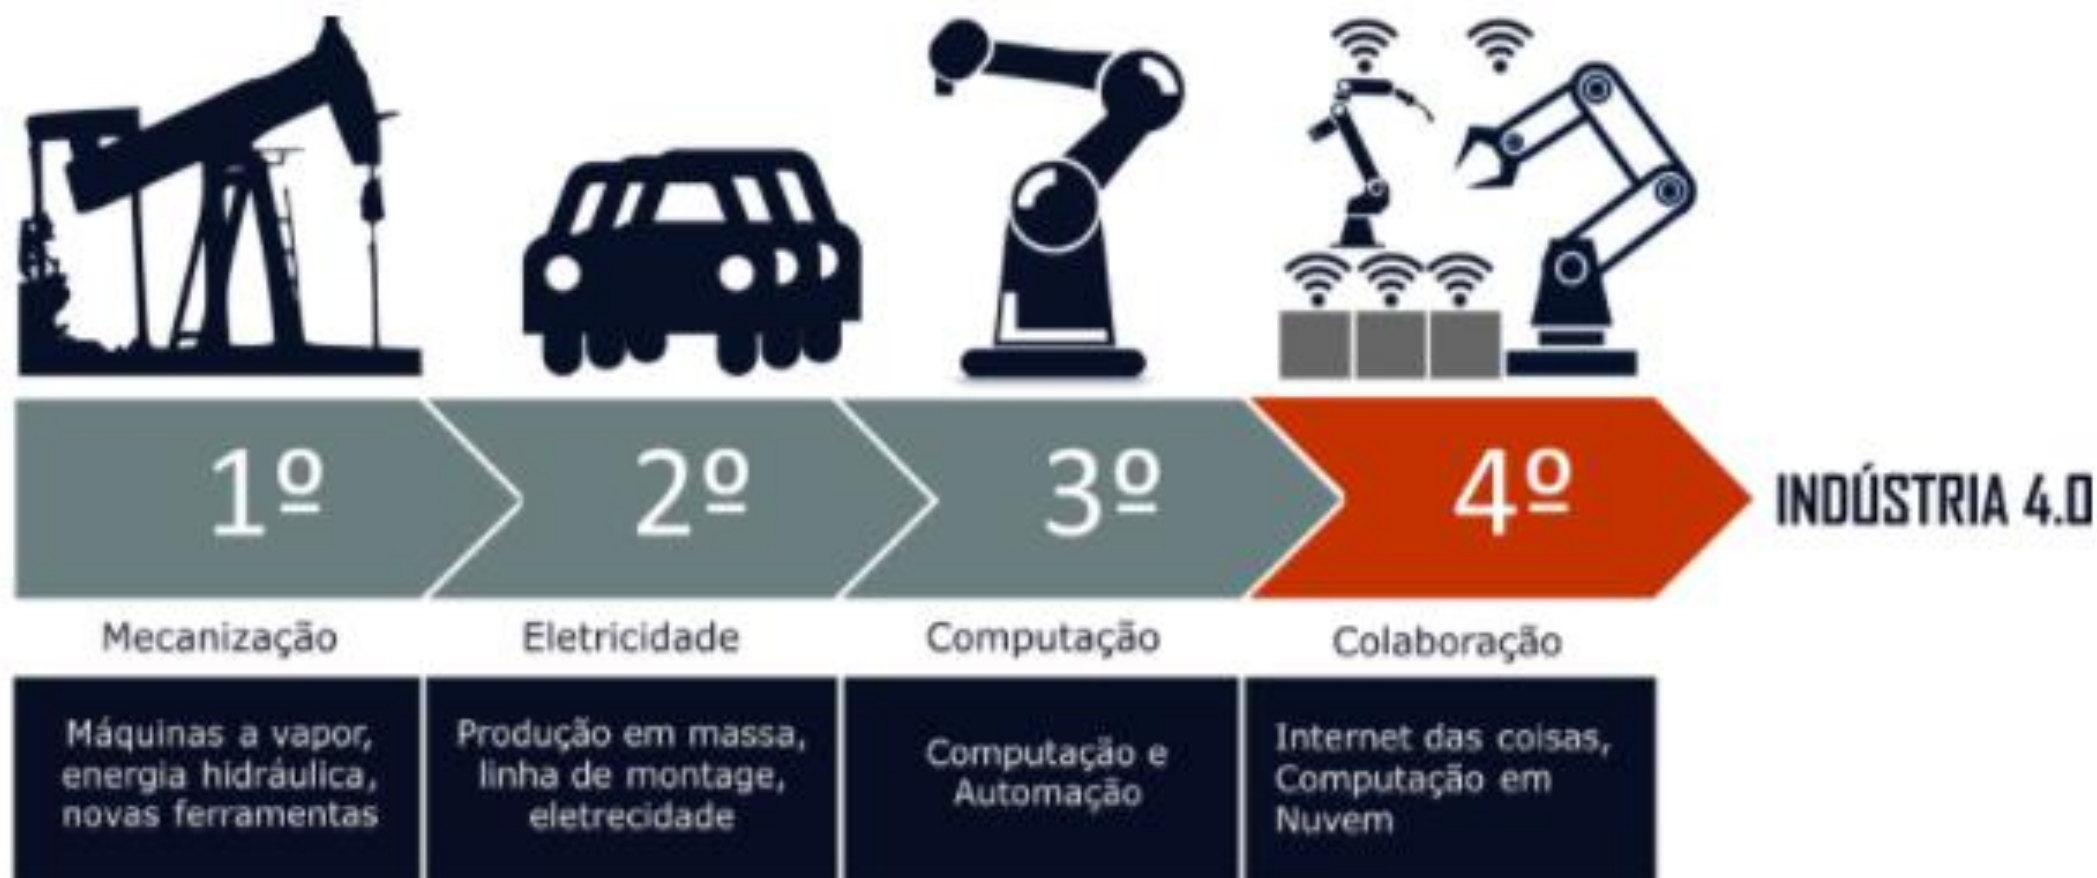 1º
2º
3º
4º
INDÚSTRIA 4.0
Mecanização
Eletricidade
Computação
Colaboração
Máquinas a vapor,
energia hidráulica,
novas ferramentas
Produção em massa,
linha de montage,
eletrecidade
Computação e
Automação
Internet das coisas,
Computação em
Nuvem